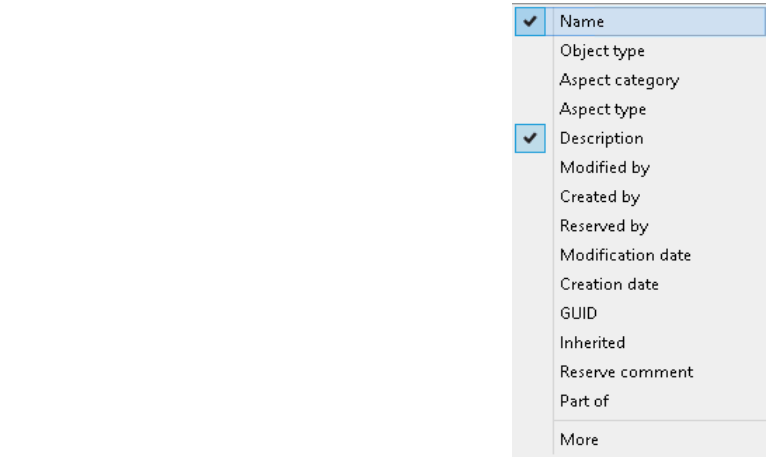 Name
Object type
Aspect category
Aspect type
Description
Modified by
Created by
Reserved by
Modification date
Creation date
GUID
Inherited
Reserve comment
Part of
More